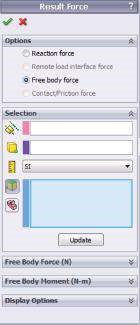 Result Force ?
Options
Reaction force
Remote load interface force
Free body force
Contact/Friction force
Selection
SI
Update
Free Body Force (N)
Free Body Moment (N-m)
Display Options